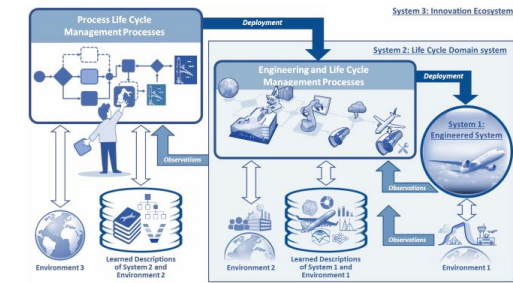 System 3: Innovation Ecosystem
Process Life Cycle
Management Processes
Deployment
System 2: Life Cycle Domain system
Engineering and Life Cycle
Management Processes
Deployment
System 1:
Engineered System
Observations
Observations
Observations
Environment 3
Learned Descriptions
of System 2 and
Environment 2
Environment 2
Learned Descriptions
of System 1 and
Environment 1
Environment 1